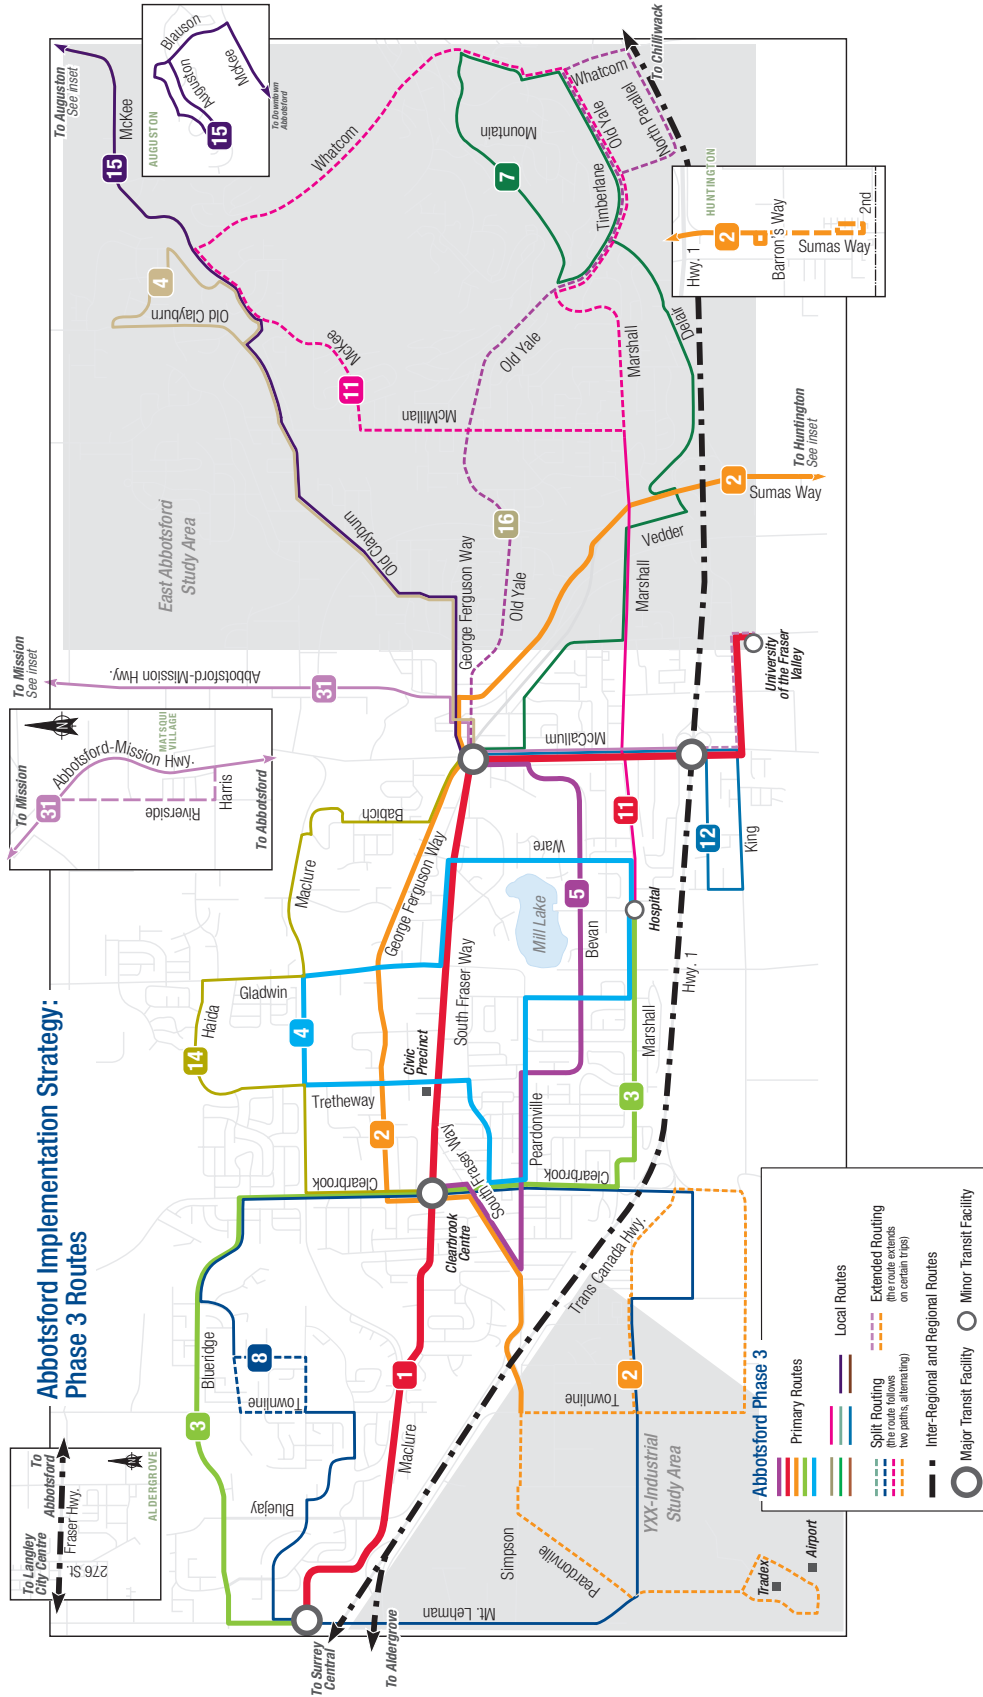 Abbotsford Implementation Strategy:
Phase 3 Routes
To Langley
City Centre
To
Abbotsford
Fraser Hwy.
276 St.
ALDERGROVE
To Mission
31
Abbotsford-Mission Hwy.
MATSQUI
VILLAGE
Riverside
Harris
To Abbotsford
To Mission
See inset
Abbotsford-Mission Hwy.
31
To Auguston
See inset
McKee
15
AUGUSTON
Blauson
Auguston
McKee
15
To Downtown
Abbotsford
East Abbotsford
Study Area
4
Old Clayburn
Old Clayburn
Whatcom
McKee
11
McMillan
Mountain
7
Whatcom
Old Yale
North Parallel
Timberlane
To Chilliwack
Old Yale
Marshall
Delair
16
Old Yale
George Ferguson Way
Marshall
Vedder
2
Sumas Way
To Huntington
See inset
HUNTINGTON
Hwy. 1
2
Barron's Way
Sumas Way
2nd
McCallum
University
of the Fraser
Valley
11
12
King
Babich
Maclure
George Ferguson Way
Ware
5
Mill Lake
Bevan
Hospital
Hwy. 1
Haida
Gladwin
14
4
Civic
Precinct
South Fraser Way
Tretheway
2
Marshall
3
Peardonville
South Fraser Way
Clearbrook
Clearbrook
Clearbrook
Centre
Trans Canada Hwy.
Blueridge
3
8
Townline
1
Maclure
Bluejay
Townline
2
YXX-Industrial
Study Area
Simpson
Peardonville
Mt. Lehman
To Surrey
Central
To Aldergrove
Tradex
Airport
Abbotsford Phase 3
Primary Routes
Local Routes
Split Routing
(the route follows
two paths, alternating)
Extended Routing
(the route extends
on certain trips)
Inter-Regional and Regional Routes
Major Transit Facility
Minor Transit Facility